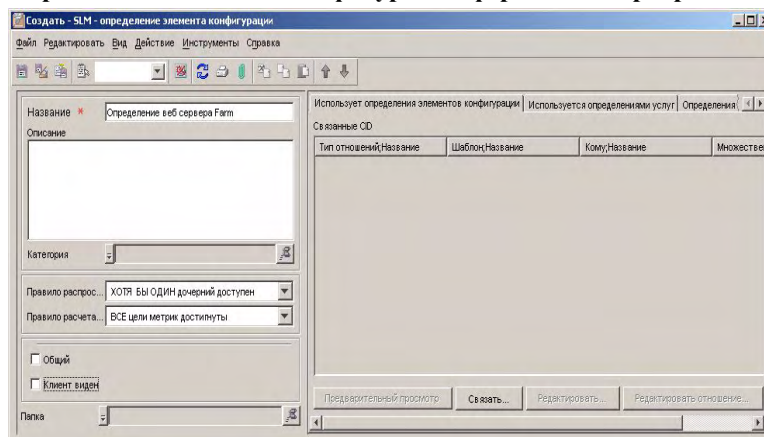 Создать - SLM - определение элемента конфигурации
Файл Редактировать Вид Действие Инструменты Справка
Название * Определение веб сервера Farm
Описание
Категория
Правило распрос... ХОТЯ БЫ ОДИН дочерний доступен
Правило расчета... ВСЕ цели метрик достигнуты
Общий
Клиент виден
Папка
Использует определения элементов конфигурации Используется определениями услуг Определения
Связанные CID
Тип отношений;Название Шаблон;Название Кому;Название Множестве
Предварительный просмотр Связать... Редактировать... Редактировать отношение...